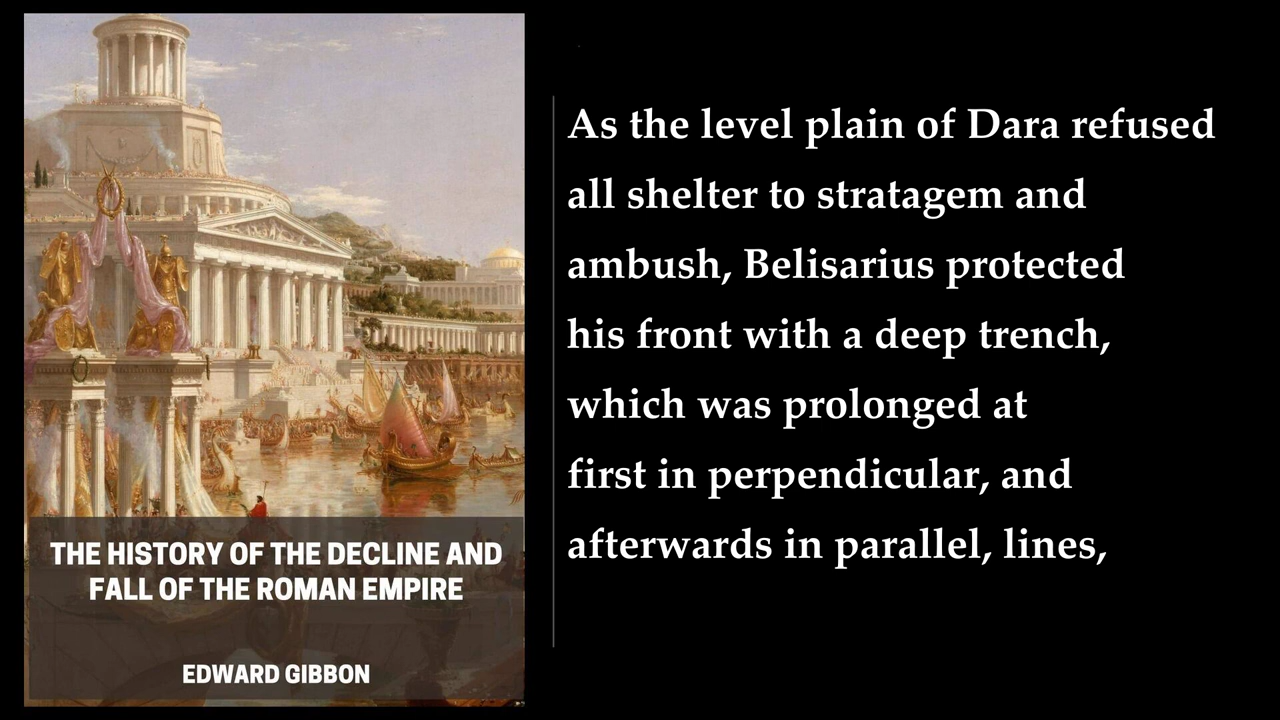 THE HISTORY OF THE DECLINE AND
FALL OF THE ROMAN EMPIRE
EDWARD GIBBON
As the level plain of Dara refused
all shelter to stratagem and
ambush, Belisarius protected
his front with a deep trench,
which was prolonged at
first in perpendicular, and
afterwards in parallel, lines,